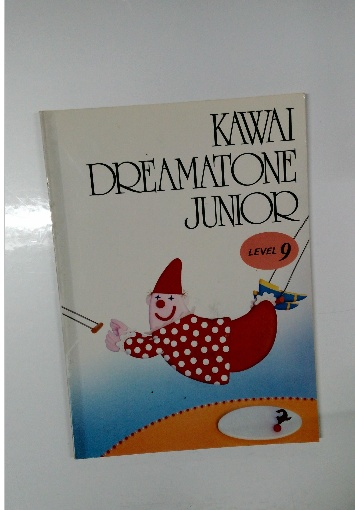 KAWAI
DREAMATONE
JUNIOR
LEVEL 9